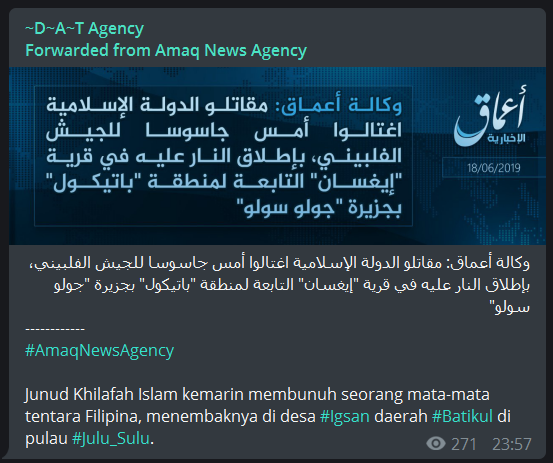 ~D~A~T Agency
Forwarded from Amaq News Agency
وكالة أعماق: مقاتلو الدولة الإسلامية
اغتالوا أمس جاسوسا للجيش
الفلبيني، بإطلاق النار عليه في قرية
"إيغسان" التابعة لمنطقة "باتيكول"
بجزيرة "جولو سولو"
أعماق
الإخبارية
18/06/2019
وكالة أعماق: مقاتلو الدولة الإسلامية اغتالوا أمس جاسوسا للجيش الفلبيني،
بإطلاق النار عليه في قرية "إيغسان" التابعة لمنطقة "باتيكول" بجزيرة "جولو
سولو"
------------
#AmaqNewsAgency
Junud Khilafah Islam kemarin membunuh seorang mata-mata
tentara Filipina, menembaknya di desa #Igsan daerah #Batikul di
pulau #Julu_Sulu.
271 23:57